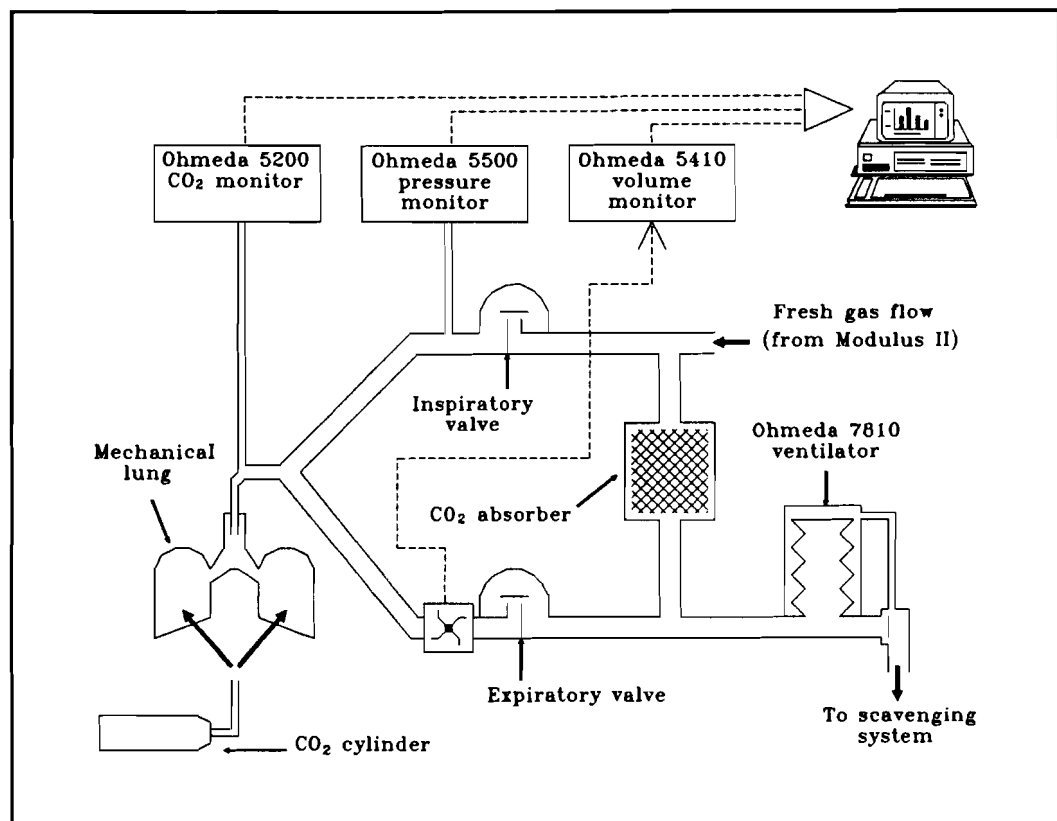 Ohmeda 5200
CO₂ monitor
Ohmeda 5500
pressure
monitor
Ohmeda 5410
volume
monitor
Fresh gas flow
(from Modulus II)
Inspiratory
valve
Mechanical
lung
Ohmeda 7810
ventilator
CO₂ absorber
Expiratory valve
To scavenging
system
CO₂ cylinder